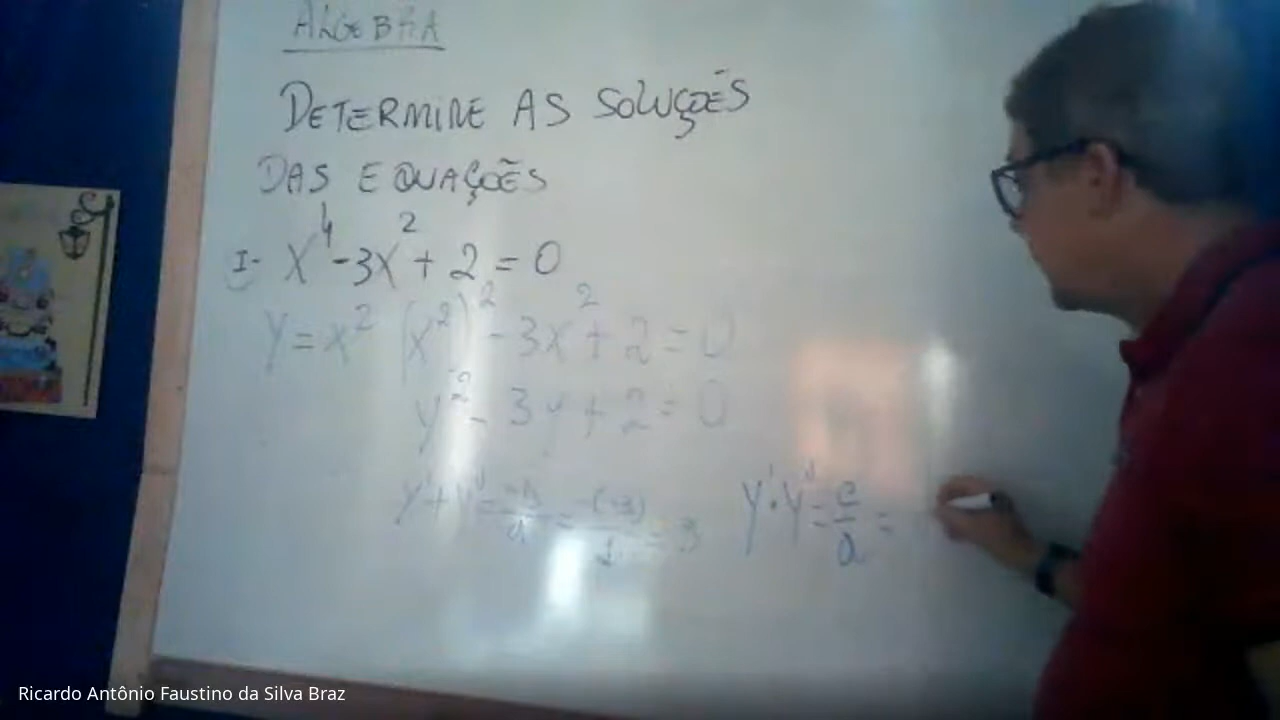 ALGEBRA
DETERMINE AS SOLUÇÕES
DAS EQUAÇÕES
I- x⁴-3x²+2=0
y=x² (x²)²-3x²+2=0
y²-3y+2=0
y'+y''=-b/a=-(-3)/1=3 y'·y''=c/a=
Ricardo Antônio Faustino da Silva Braz